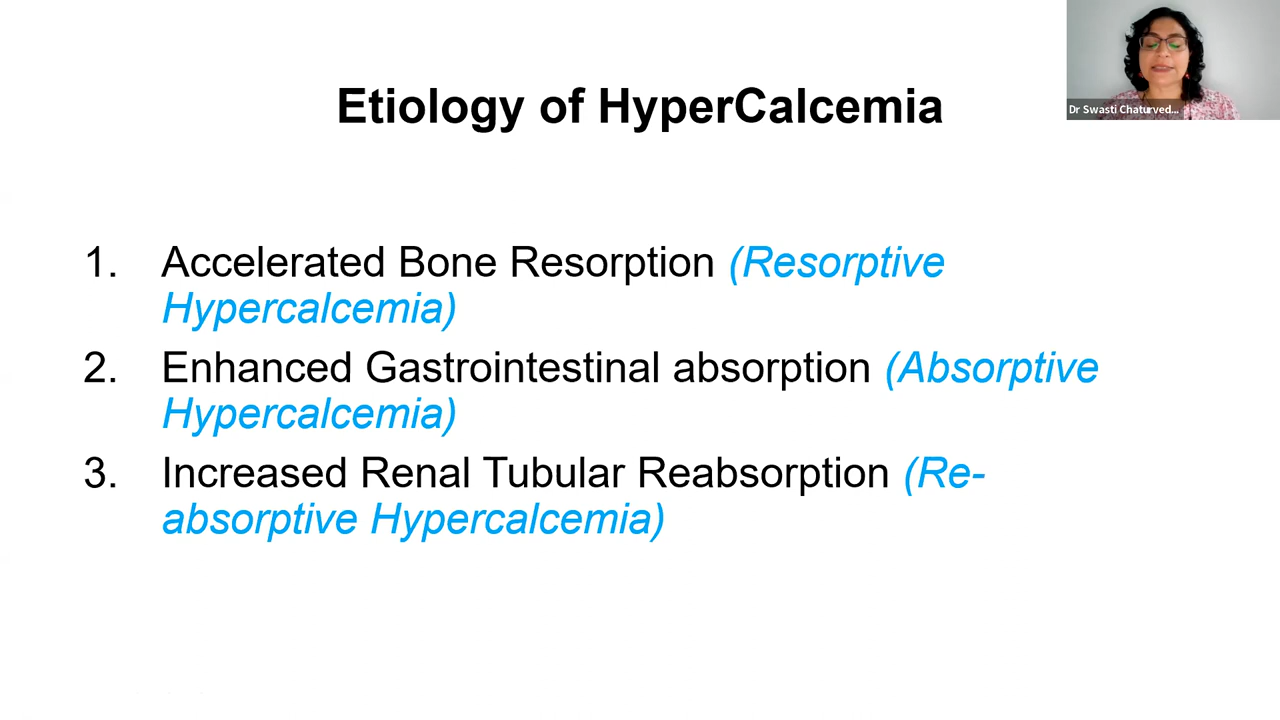 Etiology of HyperCalcemia
Dr Swasti Chaturved...
1. Accelerated Bone Resorption (Resorptive
Hypercalcemia)
2. Enhanced Gastrointestinal absorption (Absorptive
Hypercalcemia)
3. Increased Renal Tubular Reabsorption (Re-
absorptive Hypercalcemia)